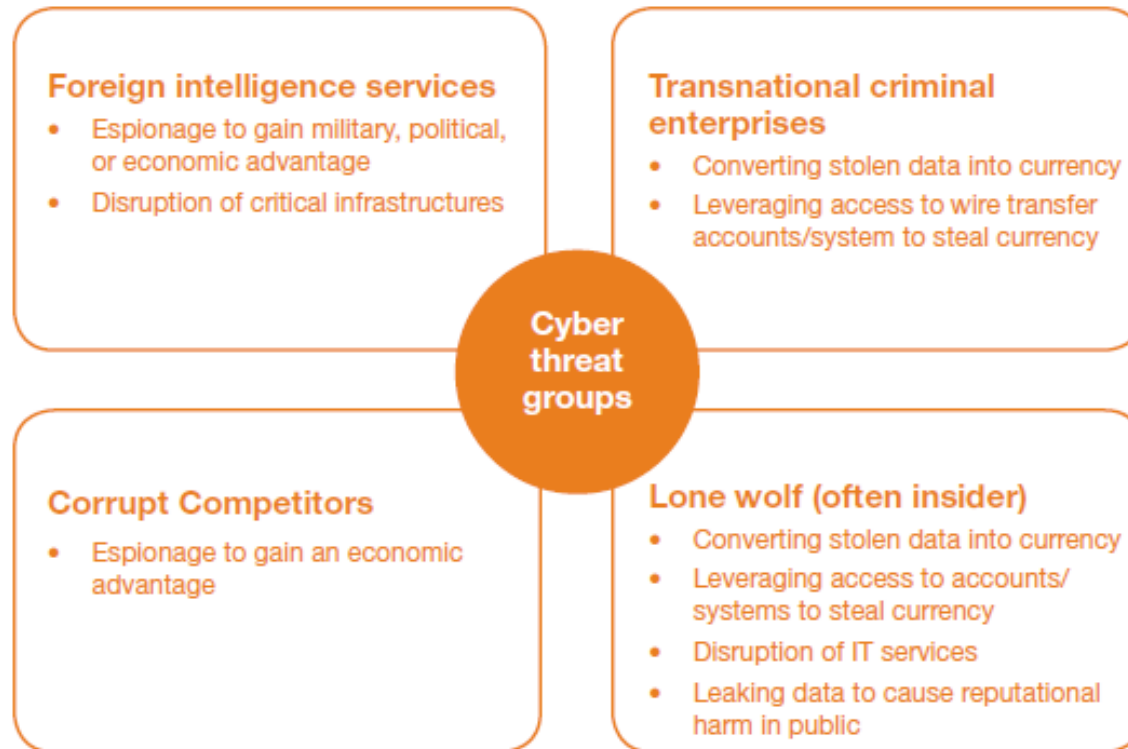 Foreign intelligence services
• Espionage to gain military, political,
or economic advantage
• Disruption of critical infrastructures
Transnational criminal
enterprises
• Converting stolen data into currency
• Leveraging access to wire transfer
accounts/system to steal currency
Cyber
threat
groups
Corrupt Competitors
• Espionage to gain an economic
advantage
Lone wolf (often insider)
• Converting stolen data into currency
• Leveraging access to accounts/
systems to steal currency
• Disruption of IT services
• Leaking data to cause reputational
harm in public